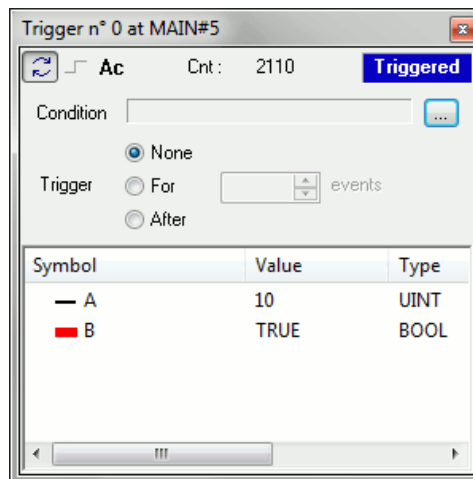 Trigger n° 0 at MAIN#5
Ac Cnt : 2110 Triggered
Condition ...
None
Trigger For events
After
Symbol Value Type
A 10 UINT
B TRUE BOOL